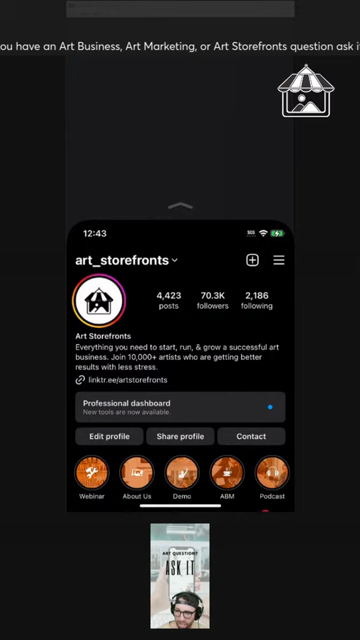 ou have an Art Business, Art Marketing, or Art Storefronts question ask i
12:43
SOS
art_storefronts
4,423 70.3K 2,186
posts followers following
Art Storefronts
Everything you need to start, run, & grow a successful art
business. Join 10,000+ artists who are getting better
results with less stress.
linktr.ee/artstorefronts
Professional dashboard
New tools are now available.
Edit profile Share profile Contact
Webinar About Us Demo ABM Podcast
ART QUESTION?
ASK IT